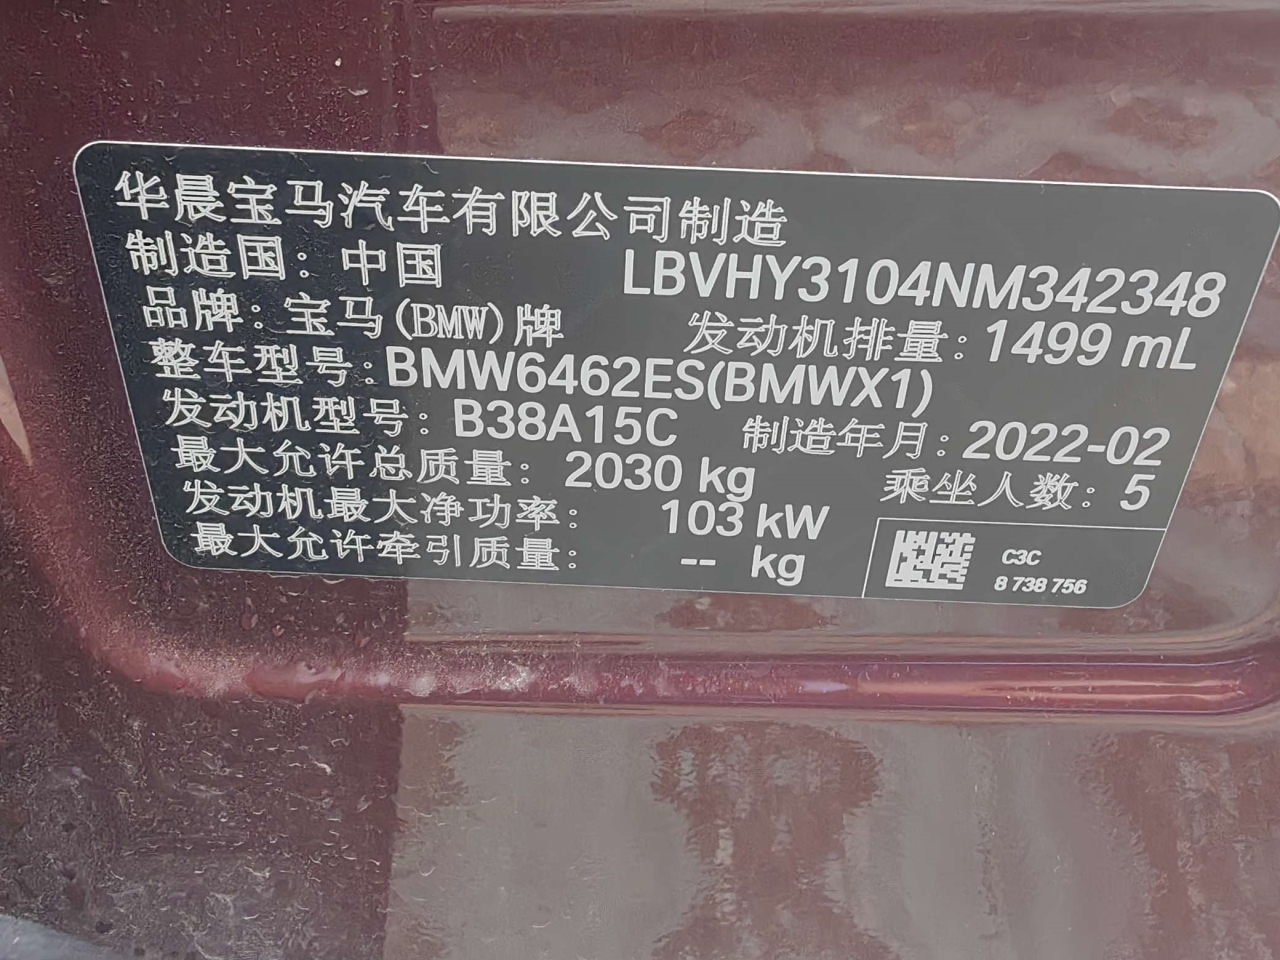 华晨宝马汽车有限公司制造
制造国：中国 LBVHY3104NM342348
品牌：宝马(BMW)牌 发动机排量：1499 mL
整车型号：BMW6462ES(BMWX1)
发动机型号：B38A15C 制造年月：2022-02
最大允许总质量：2030 kg 乘坐人数：5
发动机最大净功率：103 kW
最大允许牵引质量：-- kg
C3C
8 738 756